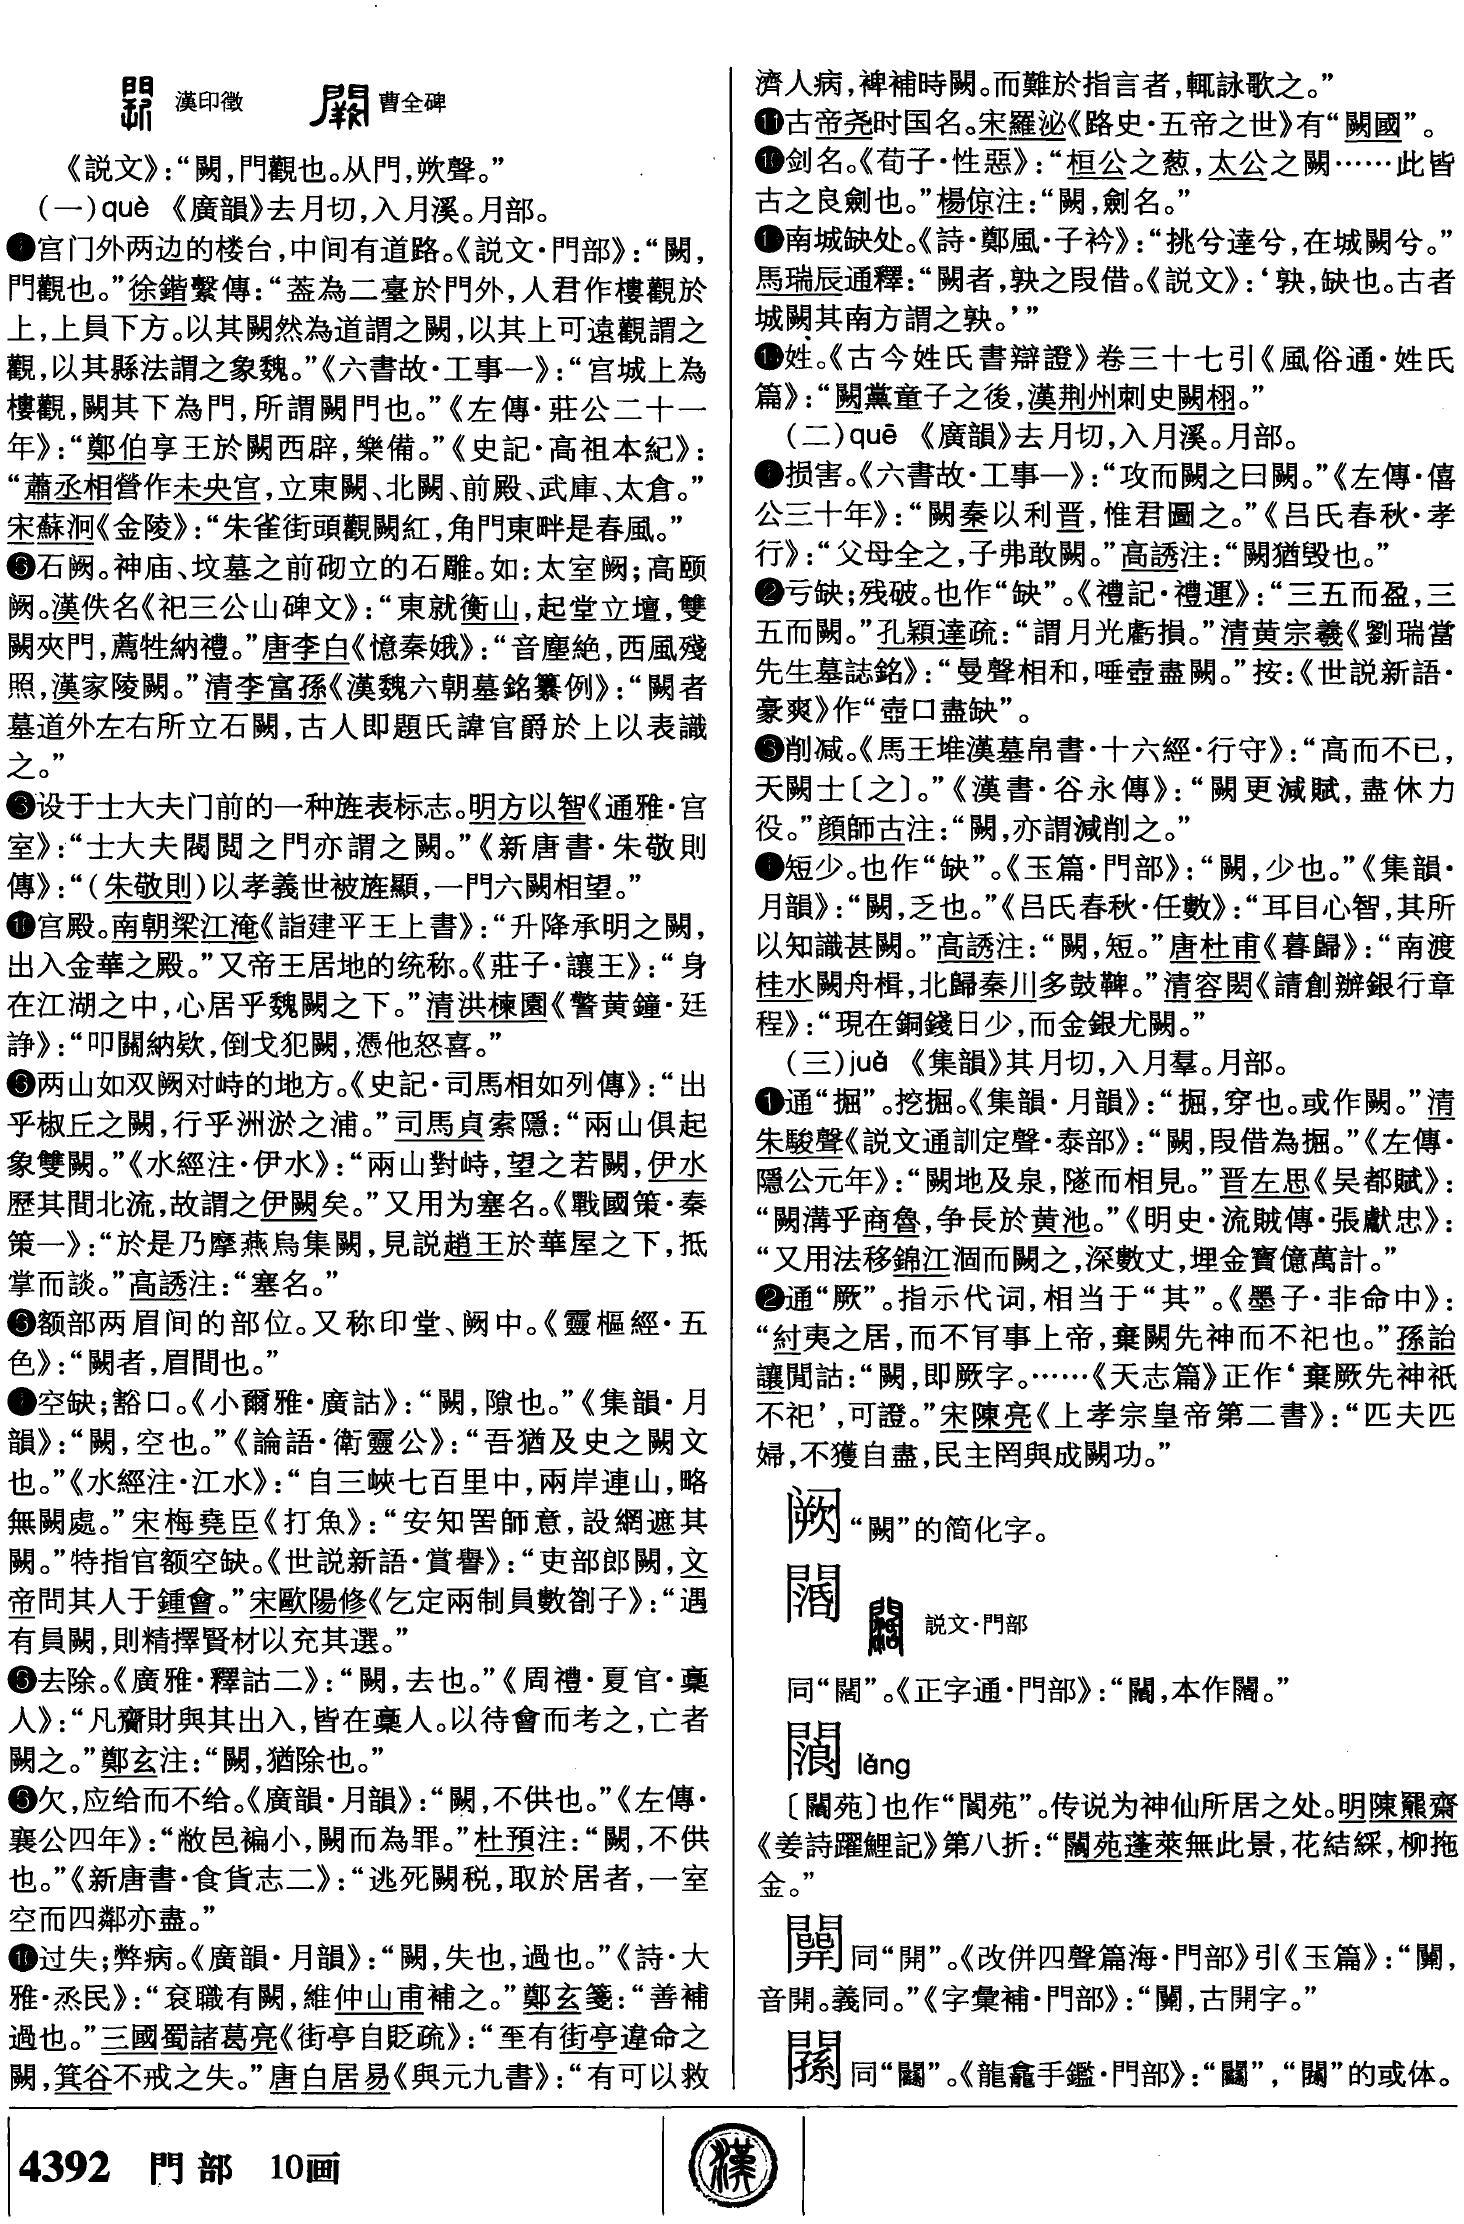 漢印徵
曹全碑
《説文》：“闕，門觀也。从門，欮聲。”
（一）què 《廣韻》去月切，入月溪。月部。
宫门外两边的楼台，中间有道路。《説文·門部》：“闕，
門觀也。”徐鍇繫傳：“蓋為二臺於門外，人君作樓觀於
上，上員下方。以其闕然為道謂之闕，以其上可遠觀謂之
觀，以其縣法謂之象魏。”《六書故·工事一》：“宫城上為
樓觀，闕其下為門，所謂闕門也。”《左傳·莊公二十一
年》：“鄭伯享王於闕西辟，樂備。”《史記·高祖本紀》：
“蕭丞相營作未央宫，立東闕、北闕、前殿、武庫、太倉。”
宋蘇泂《金陵》：“朱雀街頭觀闕紅，角門東畔是春風。”
石阙。神庙、坟墓之前砌立的石雕。如：太室阙；高颐
阙。漢佚名《祀三公山碑文》：“東就衡山，起堂立壇，雙
闕夾門，薦牲納禮。”唐李白《憶秦娥》：“音塵絶，西風殘
照，漢家陵闕。”清李富孫《漢魏六朝墓銘纂例》：“闕者
墓道外左右所立石闕，古人即題氏諱官爵於上以表識
之。”
❸设于士大夫门前的一种旌表标志。明方以智《通雅·宫
室》：“士大夫閥閲之門亦謂之闕。”《新唐書·朱敬則
傳》：“（朱敬則）以孝義世被旌顯，一門六闕相望。”
宫殿。南朝梁江淹《詣建平王上書》：“升降承明之闕，
出入金華之殿。”又帝王居地的统称。《莊子·讓王》：“身
在江湖之中，心居乎魏闕之下。”清洪楝園《警黄鐘·廷
諍》：“叩關納欵，倒戈犯闕，憑他怒喜。”
两山如双阙对峙的地方。《史記·司馬相如列傳》：“出
乎椒丘之闕，行乎洲淤之浦。”司馬貞索隱：“兩山俱起
象雙闕。”《水經注·伊水》：“兩山對峙，望之若闕，伊水
歷其間北流，故謂之伊闕矣。”又用为塞名。《戰國策·秦
策一》：“於是乃摩燕烏集闕，見説趙王於華屋之下，抵
掌而談。”高誘注：“塞名。”
❻额部两眉间的部位。又称印堂、阙中。《靈樞經·五
色》：“闕者，眉間也。”
空缺；豁口。《小爾雅·廣詁》：“闕，隙也。”《集韻·月
韻》：“闕，空也。”《論語·衛靈公》：“吾猶及史之闕文
也。”《水經注·江水》：“自三峽七百里中，兩岸連山，略
無闕處。”宋梅堯臣《打魚》：“安知罟師意，設網遮其
闕。”特指官额空缺。《世説新語·賞譽》：“吏部郎闕，文
帝問其人于鍾會。”宋歐陽修《乞定兩制員數劄子》：“遇
有員闕，則精擇賢材以充其選。”
去除。《廣雅·釋詁二》：“闕，去也。”《周禮·夏官·稾
人》：“凡齎財與其出入，皆在稾人。以待會而考之，亡者
闕之。”鄭玄注：“闕，猶除也。”
欠，应给而不给。《廣韻·月韻》：“闕，不供也。”《左傳·
襄公四年》：“敝邑褊小，闕而為罪。”杜預注：“闕，不供
也。”《新唐書·食貨志二》：“逃死闕税，取於居者，一室
空而四鄰亦盡。”
过失；弊病。《廣韻·月韻》：“闕，失也，過也。”《詩·大
雅·烝民》：“衮職有闕，維仲山甫補之。”鄭玄箋：“善補
過也。”三國蜀諸葛亮《街亭自貶疏》：“至有街亭違命之
闕，箕谷不戒之失。”唐白居易《與元九書》：“有可以救
濟人病，裨補時闕。而難於指言者，輒詠歌之。”
⓫古帝尧时国名。宋羅泌《路史·五帝之世》有“闕國”。
剑名。《荀子·性惡》：“桓公之葱，太公之闕……此皆
古之良劍也。”楊倞注：“闕，劍名。”
南城缺处。《詩·鄭風·子衿》：“挑兮達兮，在城闕兮。”
馬瑞辰通釋：“闕者，𡙇之叚借。《説文》：‘𡙇，缺也。古者
城闕其南方謂之𡙇。’”
姓。《古今姓氏書辯證》卷三十七引《風俗通·姓氏
篇》：“闕黨童子之後，漢荆州刺史闕栩。”
（二）quē 《廣韻》去月切，入月溪。月部。
损害。《六書故·工事一》：“攻而闕之曰闕。”《左傳·僖
公三十年》：“闕秦以利晋，惟君圖之。”《吕氏春秋·孝
行》：“父母全之，子弗敢闕。”高誘注：“闕猶毁也。”
❷亏缺；残破。也作“缺”。《禮記·禮運》：“三五而盈，三
五而闕。”孔穎達疏：“謂月光虧損。”清黄宗羲《劉瑞當
先生墓誌銘》：“曼聲相和，唾壺盡闕。”按：《世説新語·
豪爽》作“壺口盡缺”。
❸削减。《馬王堆漢墓帛書·十六經·行守》：“高而不已，
天闕士〔之〕。”《漢書·谷永傳》：“闕更減賦，盡休力
役。”顔師古注：“闕，亦謂減削之。”
短少。也作“缺”。《玉篇·門部》：“闕，少也。”《集韻·
月韻》：“闕，乏也。”《吕氏春秋·任數》：“耳目心智，其所
以知識甚闕。”高誘注：“闕，短。”唐杜甫《暮歸》：“南渡
桂水闕舟楫，北歸秦川多鼓鞞。”清容閎《請創辦銀行章
程》：“現在銅錢日少，而金銀尤闕。”
（三）jué 《集韻》其月切，入月羣。月部。
❶通“掘”。挖掘。《集韻·月韻》：“掘，穿也。或作闕。”清
朱駿聲《説文通訓定聲·泰部》：“闕，叚借為掘。”《左傳·
隱公元年》：“闕地及泉，隧而相見。”晋左思《吴都賦》：
“闕溝乎商魯，争長於黄池。”《明史·流賊傳·張獻忠》：
“又用法移錦江涸而闕之，深數丈，埋金寶億萬計。”
❷通“厥”。指示代词，相当于“其”。《墨子·非命中》：
“紂夷之居，而不肎事上帝，棄闕先神而不祀也。”孫詒
讓閒詁：“闕，即厥字。……《天志篇》正作‘棄厥先神祇
不祀’，可證。”宋陳亮《上孝宗皇帝第二書》：“匹夫匹
婦，不獲自盡，民主罔與成闕功。”
阙 “闕”的简化字。
説文·門部
同“闊”。《正字通·門部》：“闊，本作𨶐。”
𨶗 làng
〔𨶗苑〕也作“閬苑”。传说为神仙所居之处。明陳羆齋
《姜詩躍鯉記》第八折：“𨶗苑蓬萊無此景，花結綵，柳拖
金。”
同“開”。《改併四聲篇海·門部》引《玉篇》：“
音開。義同。”《字彙補·門部》：“ ，古開字。”
同“ ”。《龍龕手鑑·門部》：“ ”，“ ”的或体。
4392 門部 10画
漢